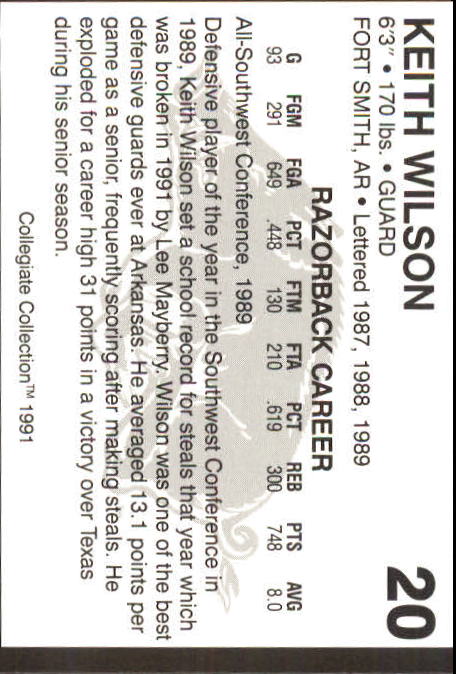 KEITH WILSON 20
6'3" • 170 lbs. • GUARD
FORT SMITH, AR • Lettered 1987, 1988, 1989
RAZORBACK CAREER
G FGM FGA PCT FTM FTA PCT REB PTS AVG
93 291 649 .448 130 210 .619 300 748 8.0
All-Southwest Conference, 1989
Defensive player of the year in the Southwest Conference in
1989, Keith Wilson set a school record for steals that year which
was broken in 1991 by Lee Mayberry. Wilson was one of the best
defensive guards ever at Arkansas. He averaged 13.1 points per
game as a senior, frequently scoring after making steals. He
exploded for a career high 31 points in a victory over Texas
during his senior season.
Collegiate Collection™ 1991